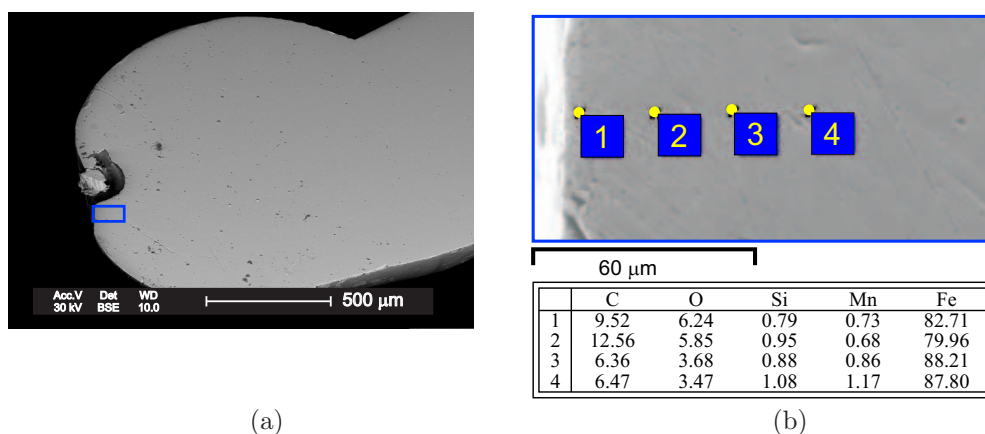 Acc.V Det WD
30 kV BSE 10.0 500 μm
1 2 3 4
60 μm
C O Si Mn Fe
1 9.52 6.24 0.79 0.73 82.71
2 12.56 5.85 0.95 0.68 79.96
3 6.36 3.68 0.88 0.86 88.21
4 6.47 3.47 1.08 1.17 87.80
(a) (b)